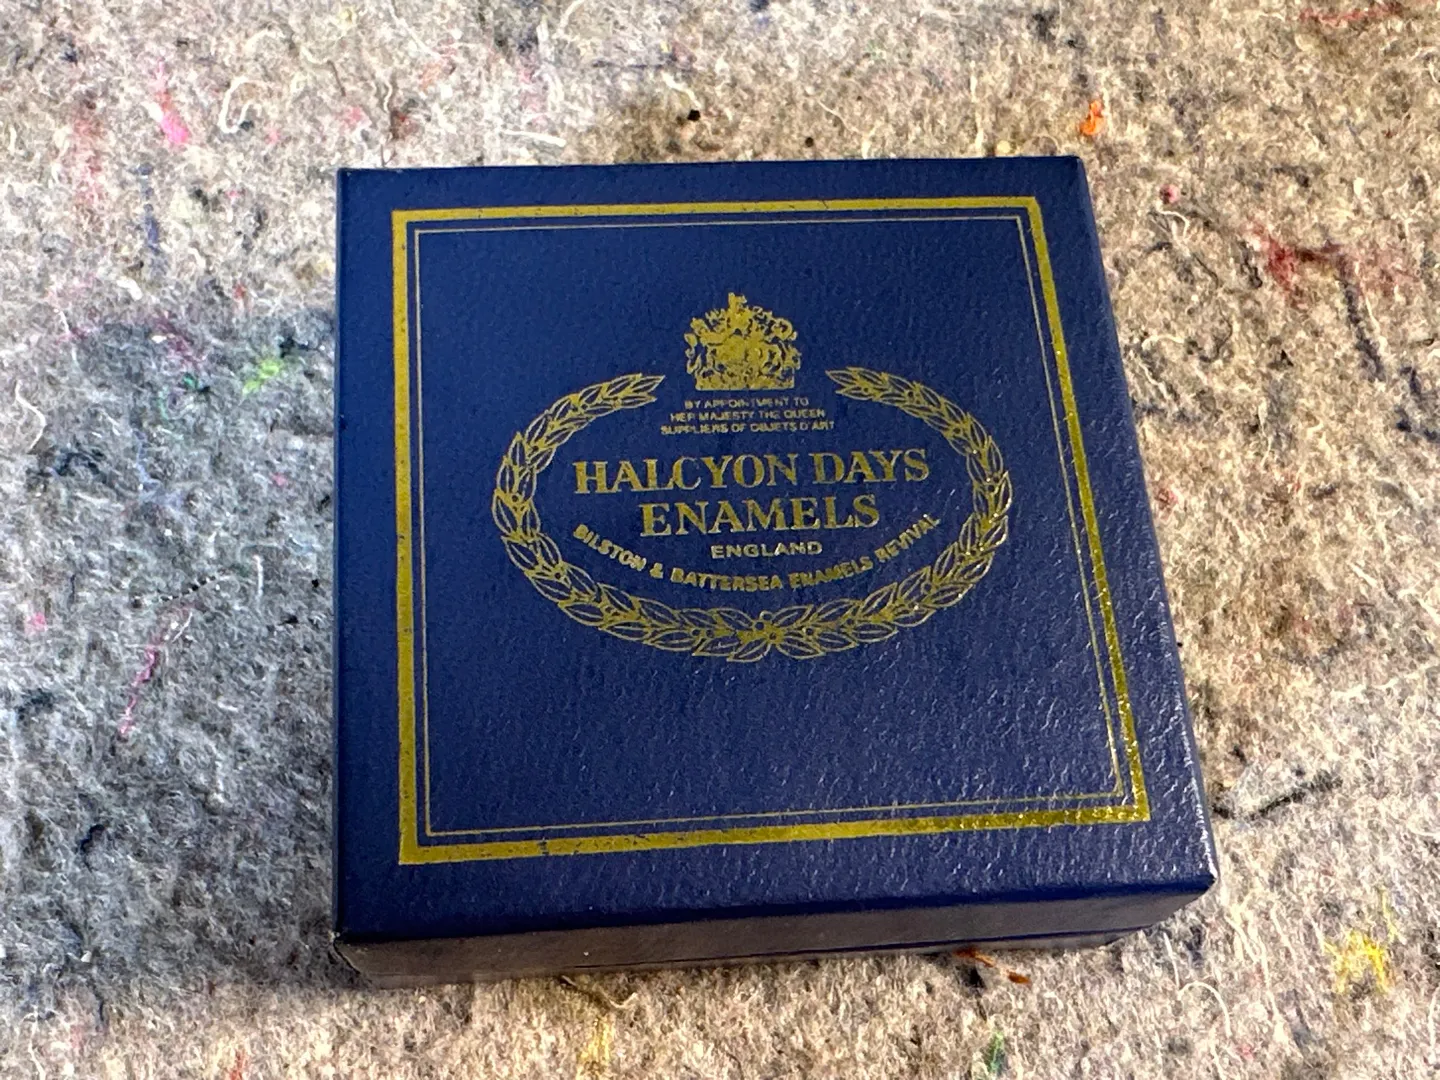 BY APPOINTMENT TO
HER MAJESTY THE QUEEN
SUPPLIERS OF OBJETS D'ART
HALCYON DAYS
ENAMELS
ENGLAND
BILSTON & BATTERSEA ENAMELS REVIVAL